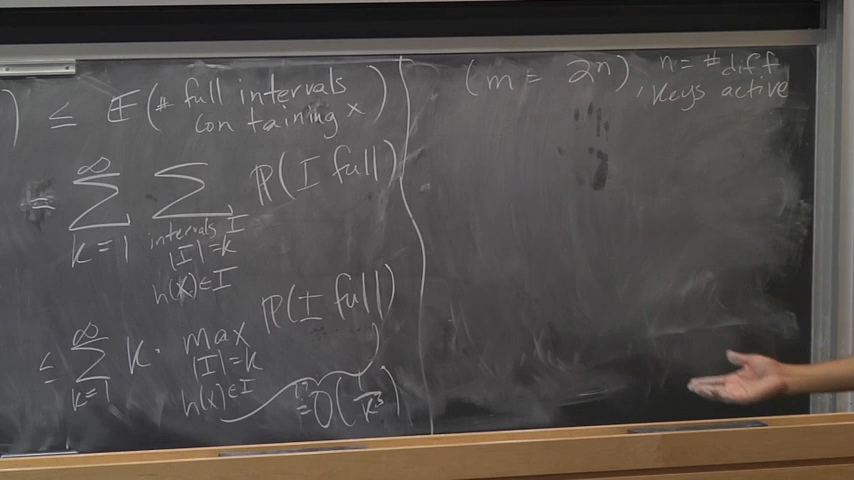 ) ≤ E(# full intervals
containing x)
= ∞ Σ k=1 Σ intervals I |I|=k h(x)∈I P(I full)
≤ ∞ Σ k=1 k · max |I|=k h(x)∈I P(I full)
?
= O(1/k³)
(m = 2n), n = # diff
keys active